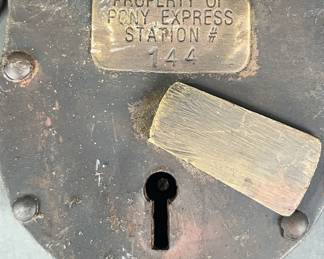 PROPERTY OF
PONY EXPRESS
STATION #
144